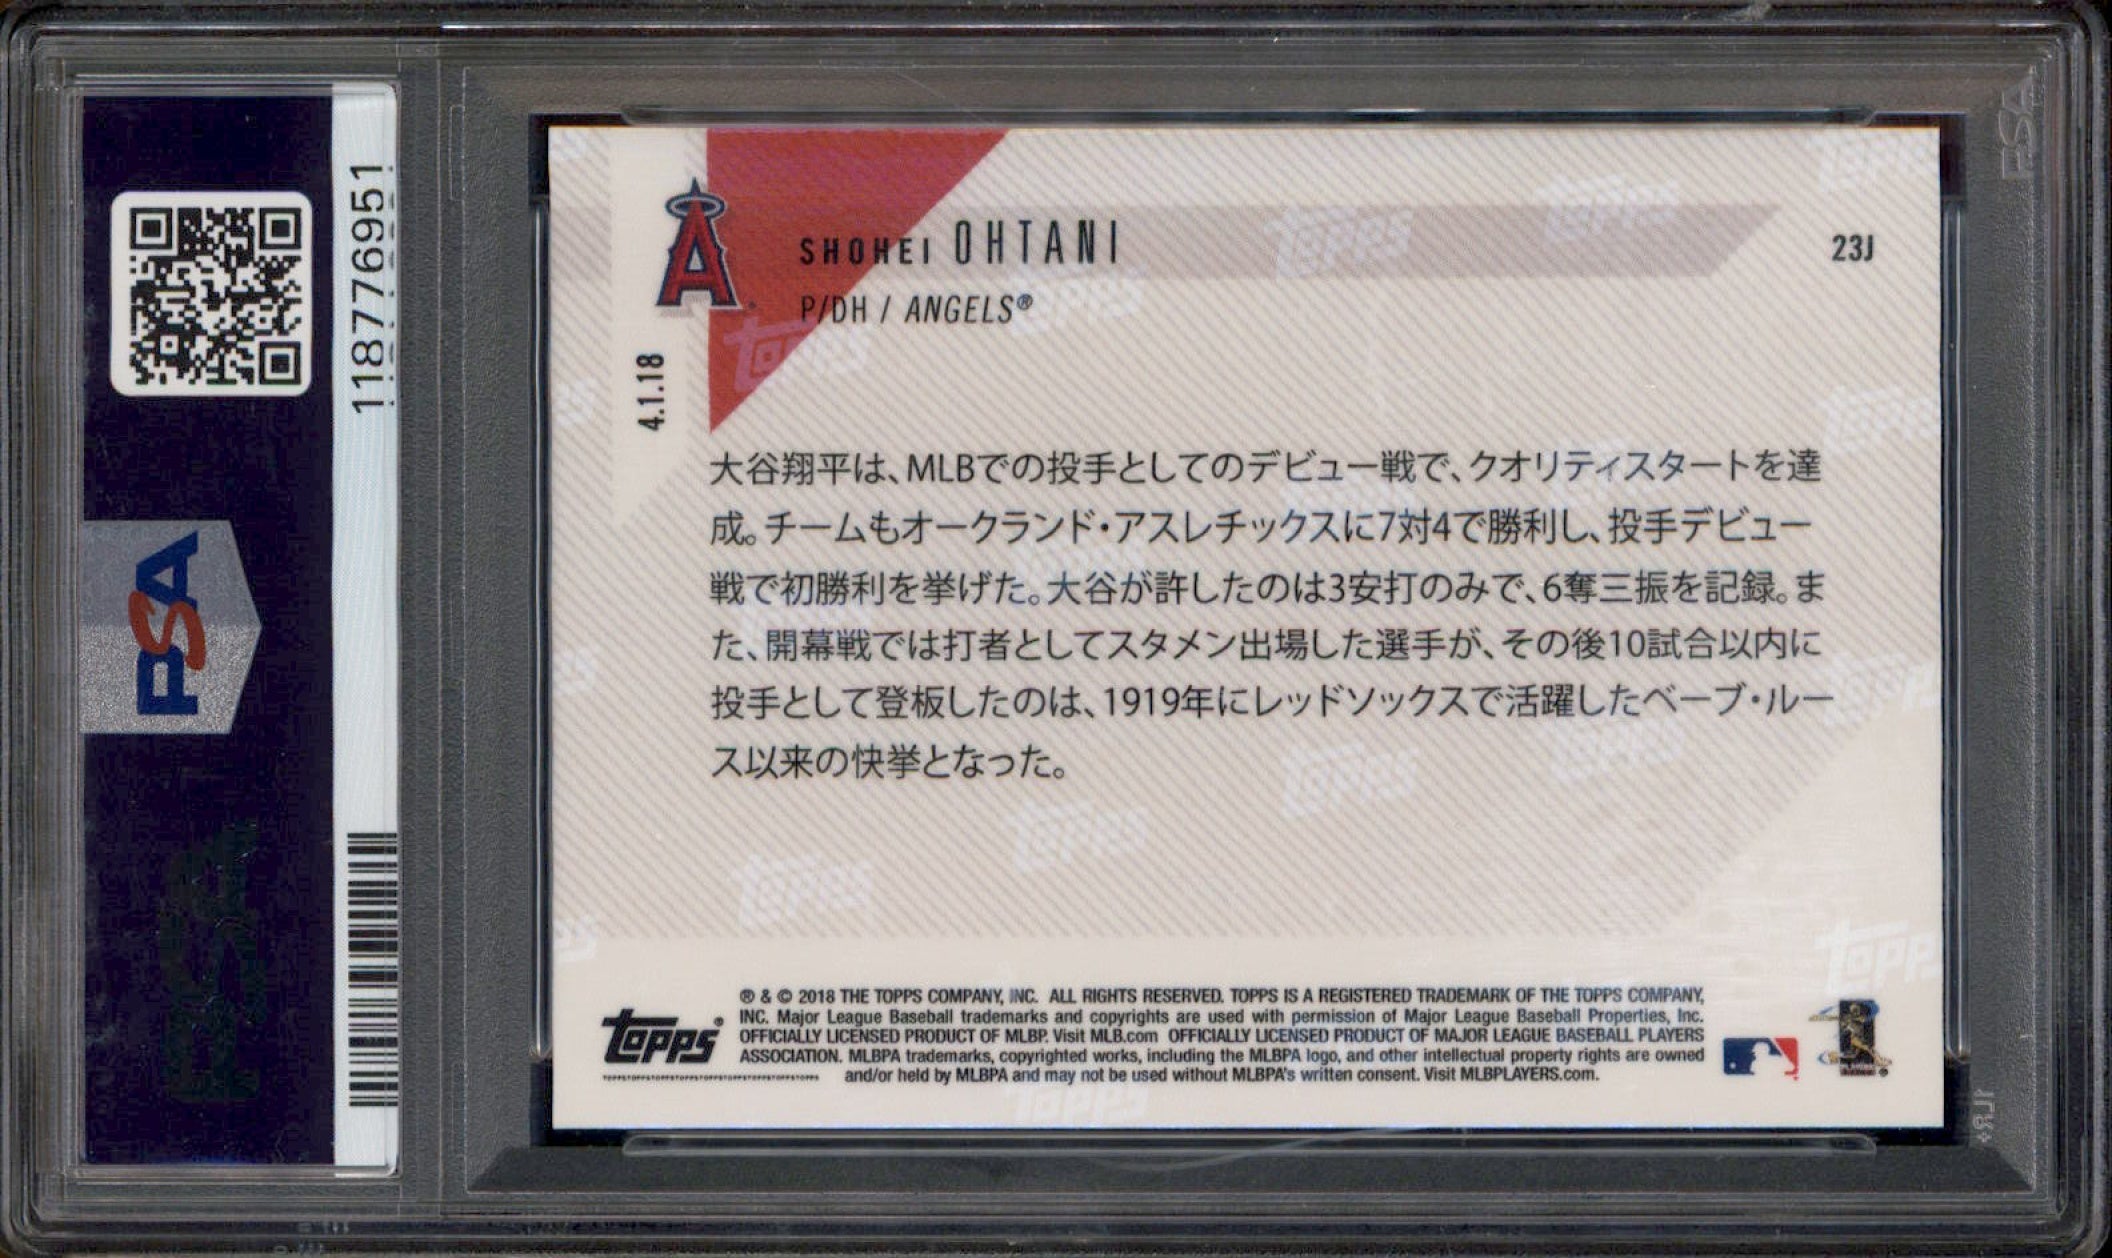 118776951
PSA
SHOHEI OHTANI
23J
P/DH / ANGELS®
4.1.18
大谷翔平は、MLBでの投手としてのデビュー戦で、クオリティスタートを達
成。チームもオークランド・アスレチックスに7対4で勝利し、投手デビュー
戦で初勝利を挙げた。大谷が許したのは3安打のみで、6奪三振を記録。ま
た、開幕戦では打者としてスタメン出場した選手が、その後10試合以内に
投手として登板したのは、1919年にレッドソックスで活躍したベーブ・ルー
ス以来の快挙となった。
topps®
® & © 2018 THE TOPPS COMPANY, INC. ALL RIGHTS RESERVED. TOPPS IS A REGISTERED TRADEMARK OF THE TOPPS COMPANY,
INC. Major League Baseball trademarks and copyrights are used with permission of Major League Baseball Properties, Inc.
OFFICIALLY LICENSED PRODUCT OF MLBP. Visit MLB.com OFFICIALLY LICENSED PRODUCT OF MAJOR LEAGUE BASEBALL PLAYERS
ASSOCIATION. MLBPA trademarks, copyrighted works, including the MLBPA logo, and other intellectual property rights are owned
and/or held by MLBPA and may not be used without MLBPA's written consent. Visit MLBPLAYERS.com.